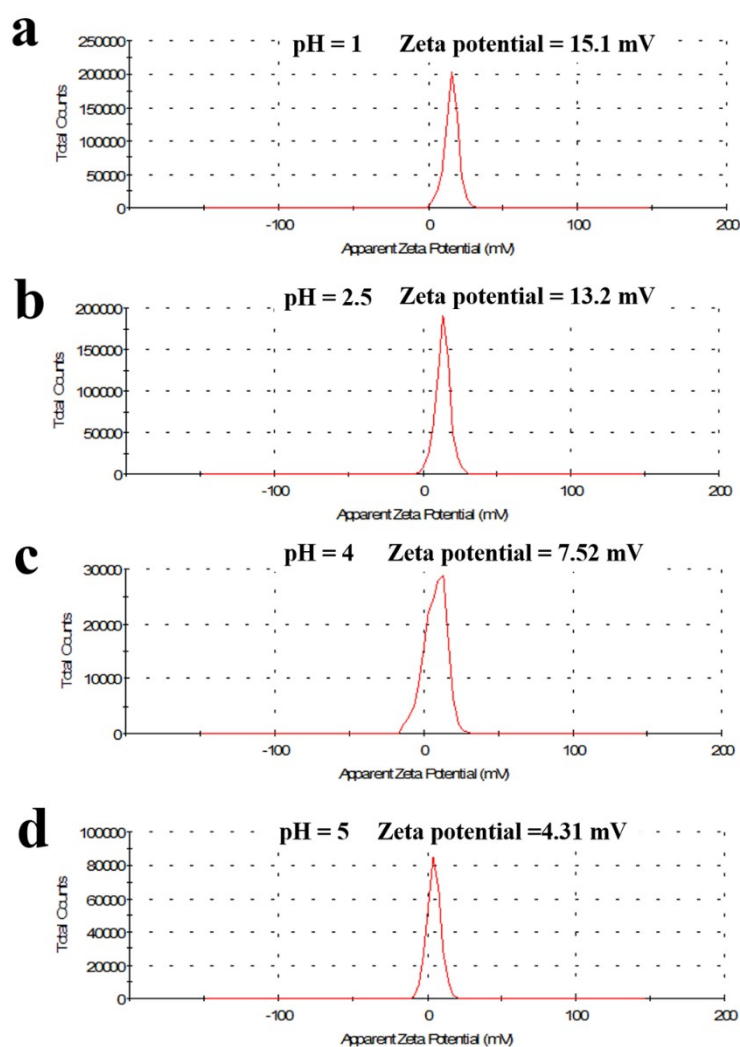 a
pH = 1 Zeta potential = 15.1 mV
250000
200000
150000
100000
50000
0
Total Counts
-100 0 100 200
Apparent Zeta Potential (mV)
b
pH = 2.5 Zeta potential = 13.2 mV
200000
150000
100000
50000
0
Total Counts
-100 0 100 200
Apparent Zeta Potential (mV)
c
pH = 4 Zeta potential = 7.52 mV
30000
20000
10000
0
Total Counts
-100 0 100 200
Apparent Zeta Potential (mV)
d
pH = 5 Zeta potential =4.31 mV
100000
80000
60000
40000
20000
0
Total Counts
-100 0 100 200
Apparent Zeta Potential (mV)